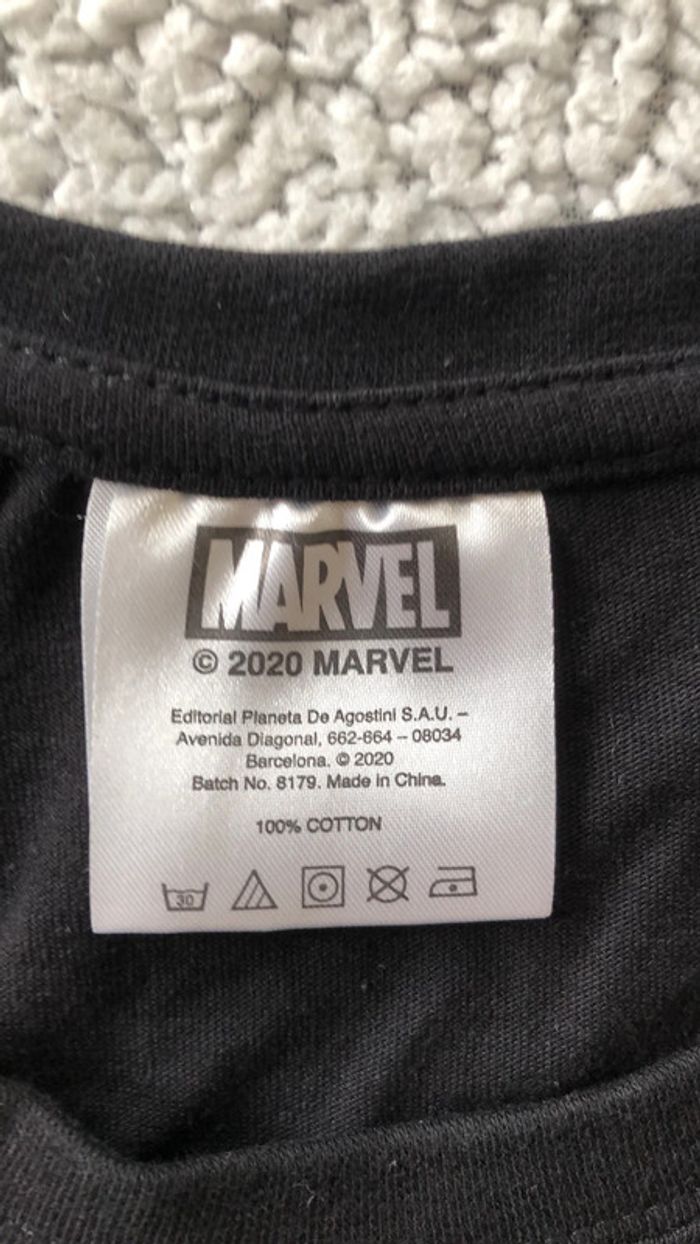 MARVEL
© 2020 MARVEL
Editorial Planeta De Agostini S.A.U. –
Avenida Diagonal, 662-664 – 08034
Barcelona. © 2020
Batch No. 8179. Made in China.
100% COTTON
30